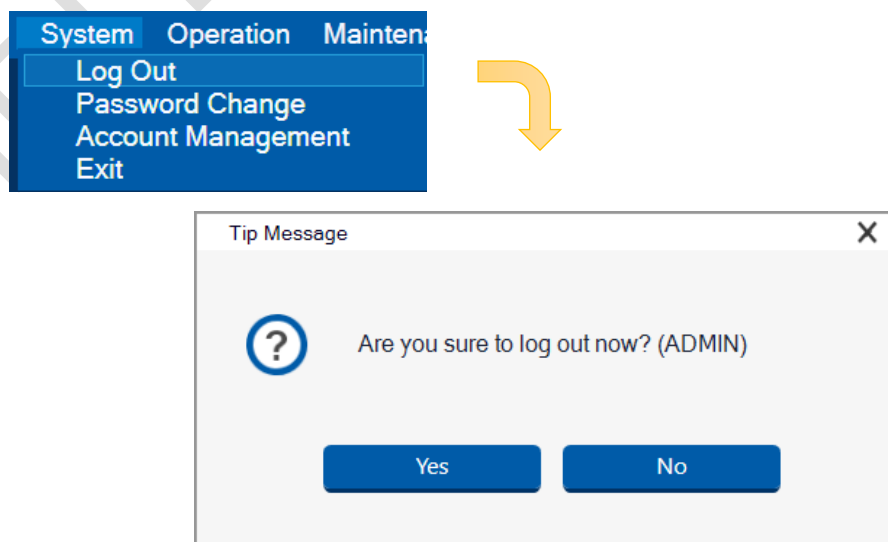 System Operation
Log Out
Password Change
Account Management
Exit
Tip Message
X
?
Are you sure to log out now? (ADMIN)
Yes No